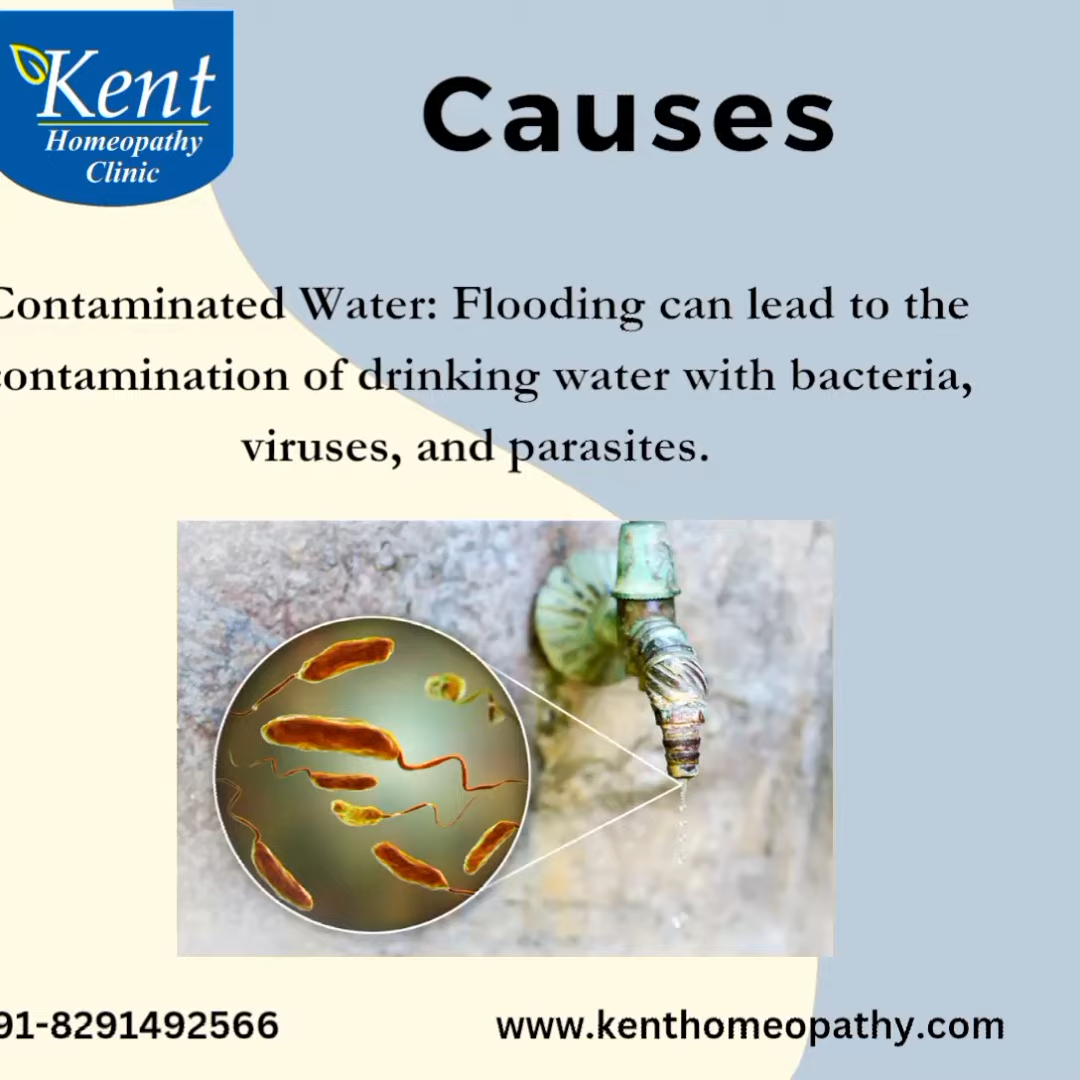 Kent
Homeopathy
Clinic
Causes
Contaminated Water: Flooding can lead to the
contamination of drinking water with bacteria,
viruses, and parasites.
91-8291492566
www.kenthomeopathy.com